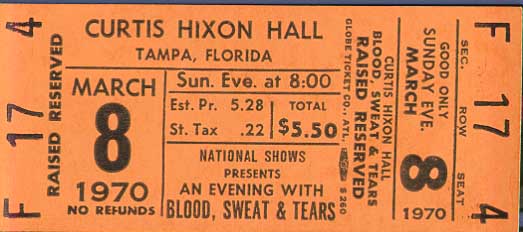 F 17 4
RAISED RESERVED
CURTIS HIXON HALL
TAMPA, FLORIDA
MARCH
8
1970
NO REFUNDS
Sun. Eve. at 8:00
Est. Pr. 5.28
St. Tax .22
TOTAL
$5.50
NATIONAL SHOWS
PRESENTS
AN EVENING WITH
BLOOD, SWEAT & TEARS
GLOBE TICKET CO., ATL.
$260
RAISED RESERVED
BLOOD, SWEAT & TEARS
CURTIS HIXON HALL
MARCH
SUNDAY EVE.
GOOD ONLY
8
1970
SEC. ROW SEAT
F 17 4